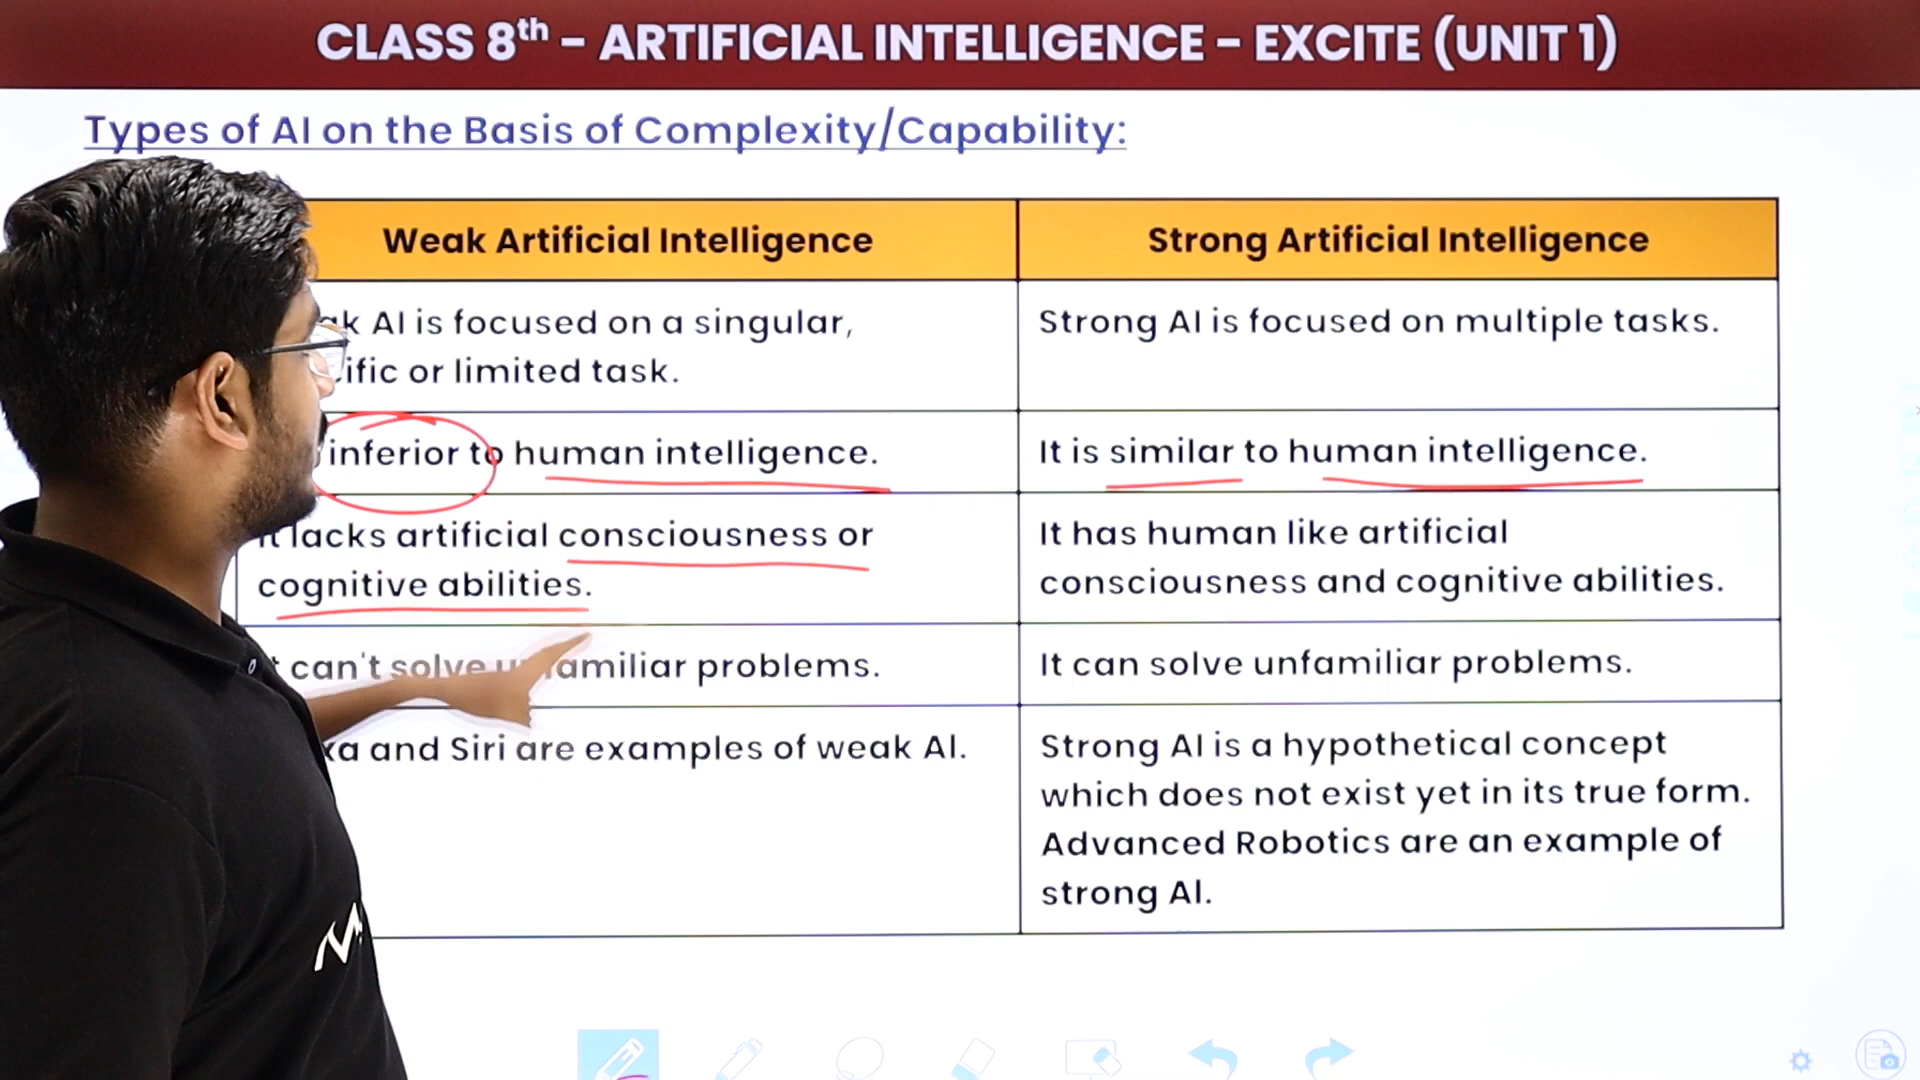 CLASS 8th - ARTIFICIAL INTELLIGENCE - EXCITE (UNIT 1)
Types of AI on the Basis of Complexity/Capability:
Weak Artificial Intelligence
Strong Artificial Intelligence
AI is focused on a singular,
or limited task.
Strong AI is focused on multiple tasks.
inferior to human intelligence.
It is similar to human intelligence.
It lacks artificial consciousness or
cognitive abilities.
It has human like artificial
consciousness and cognitive abilities.
can't solve problems.
It can solve unfamiliar problems.
and Siri are examples of weak AI.
Strong AI is a hypothetical concept
which does not exist yet in its true form.
Advanced Robotics are an example of
strong AI.